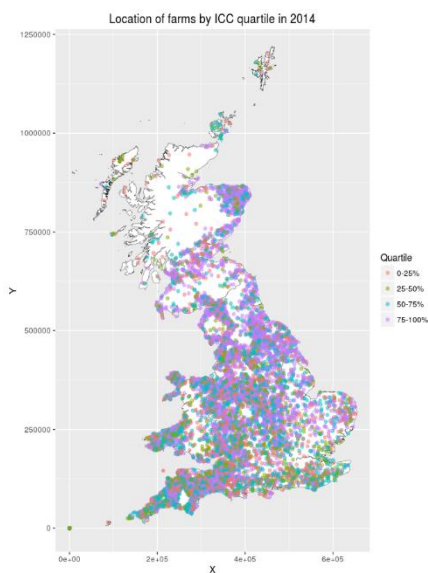 Location of farms by ICC quartile in 2014
1250000
1000000
750000
500000
250000
0
Y
0e+00
2e+05
4e+05
6e+05
X
Quartile
0-25%
25-50%
50-75%
75-100%